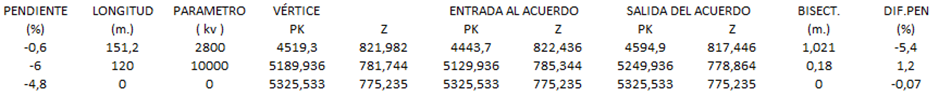 PENDIENTE LONGITUD PARAMETRO VÉRTICE ENTRADA AL ACUERDO SALIDA DEL ACUERDO BISECT. DIF.PEN
(%) (m.) ( kv ) PK Z PK Z PK Z (m.) (%)
-0,6 151,2 2800 4519,3 821,982 4443,7 822,436 4594,9 817,446 1,021 -5,4
-6 120 10000 5189,936 781,744 5129,936 785,344 5249,936 778,864 0,18 1,2
-4,8 0 0 5325,533 775,235 5325,533 775,235 5325,533 775,235 0 -0,07